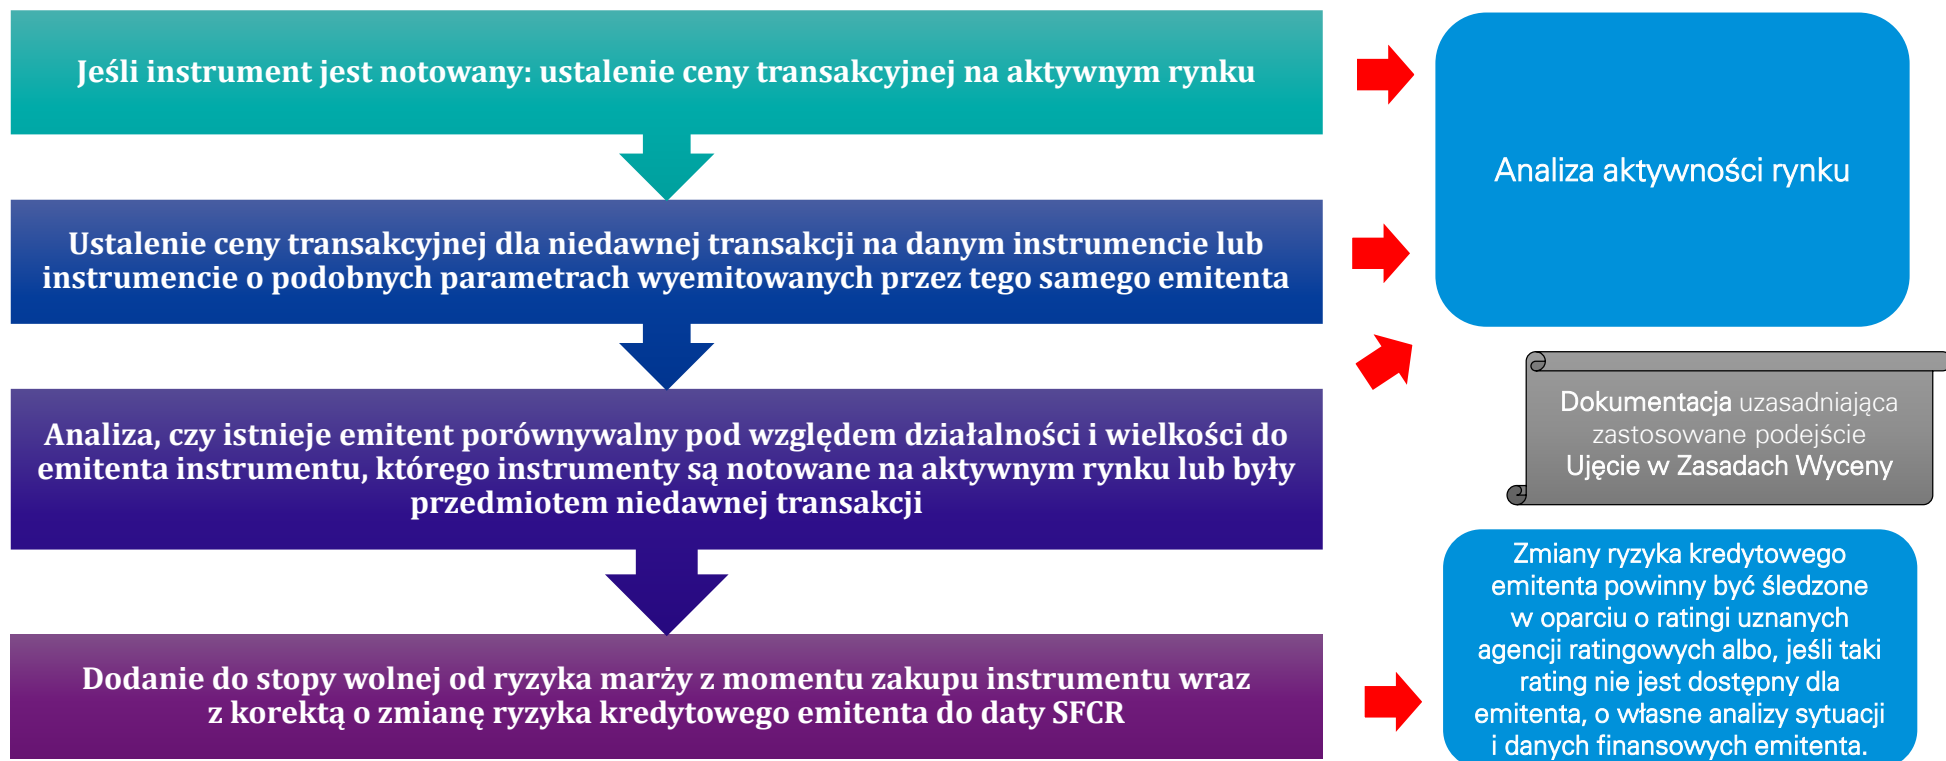 Jeśli instrument jest notowany: ustalenie ceny transakcyjnej na aktywnym rynku
Ustalenie ceny transakcyjnej dla niedawnej transakcji na danym instrumencie lub
instrumencie o podobnych parametrach wyemitowanych przez tego samego emitenta
Analiza, czy istnieje emitent porównywalny pod względem działalności i wielkości do
emitenta instrumentu, którego instrumenty są notowane na aktywnym rynku lub były
przedmiotem niedawnej transakcji
Dodanie do stopy wolnej od ryzyka marży z momentu zakupu instrumentu wraz
z korektą o zmianę ryzyka kredytowego emitenta do daty SFCR
Analiza aktywności rynku
Dokumentacja uzasadniająca
zastosowane podejście
Ujęcie w Zasadach Wyceny
Zmiany ryzyka kredytowego
emitenta powinny być śledzone
w oparciu o ratingi uznanych
agencji ratingowych albo, jeśli taki
rating nie jest dostępny dla
emitenta, o własne analizy sytuacji
i danych finansowych emitenta.